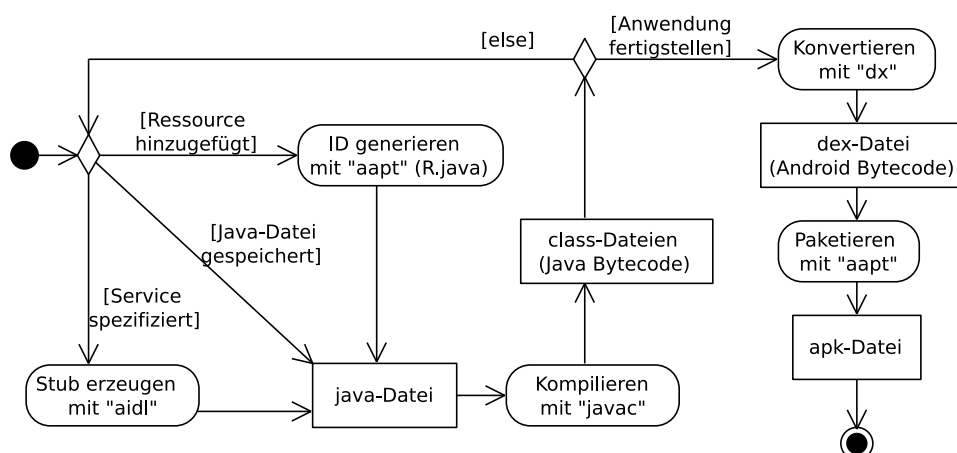 [Anwendung
fertigstellen]
[else]
Konvertieren
mit "dx"
[Ressource
hinzugefügt]
ID generieren
mit "aapt" (R.java)
dex-Datei
(Android Bytecode)
[Java-Datei
gespeichert]
class-Dateien
(Java Bytecode)
Paketieren
mit "aapt"
[Service
spezifiziert]
apk-Datei
Stub erzeugen
mit "aidl"
java-Datei
Kompilieren
mit "javac"